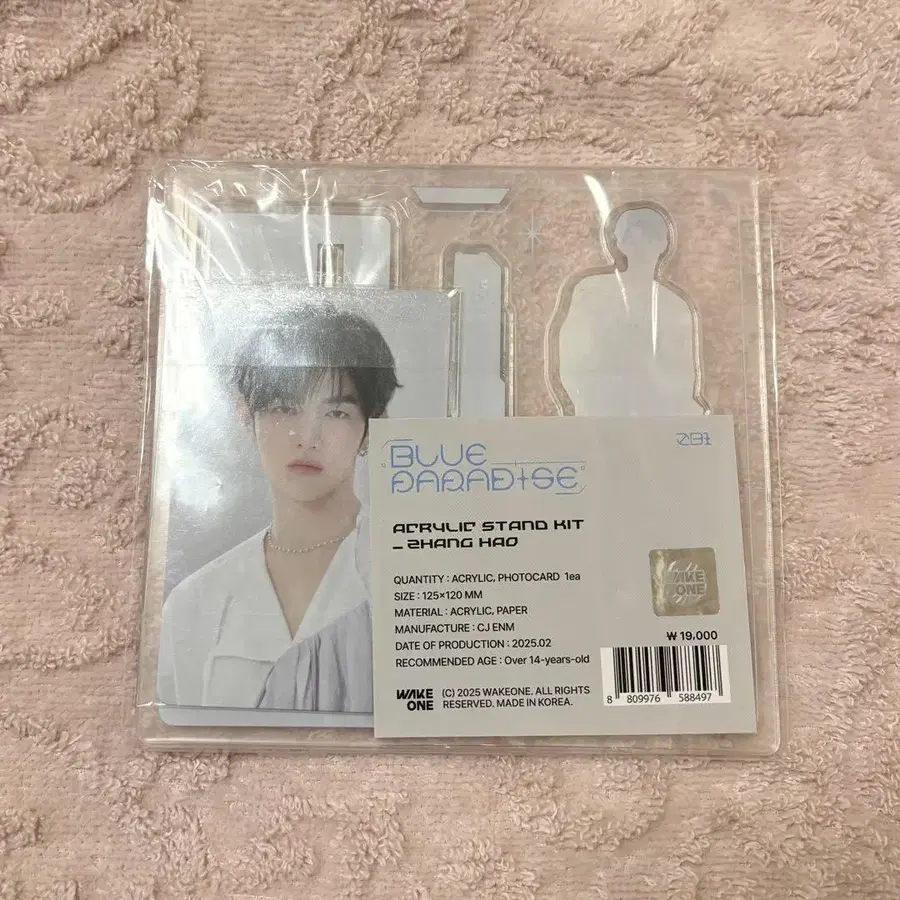 BLUE
PARADISE
ZB1
ACRYLIC STAND KIT
_ ZHANG HAO
QUANTITY : ACRYLIC, PHOTOCARD 1ea
SIZE : 125×120 MM
MATERIAL : ACRYLIC, PAPER
MANUFACTURE : CJ ENM
DATE OF PRODUCTION : 2025.02
RECOMMENDED AGE : Over 14-years-old
WAKE
ONE
₩ 19,000
8 809976 588497
WAKE
ONE
(C) 2025 WAKEONE. ALL RIGHTS
RESERVED. MADE IN KOREA.